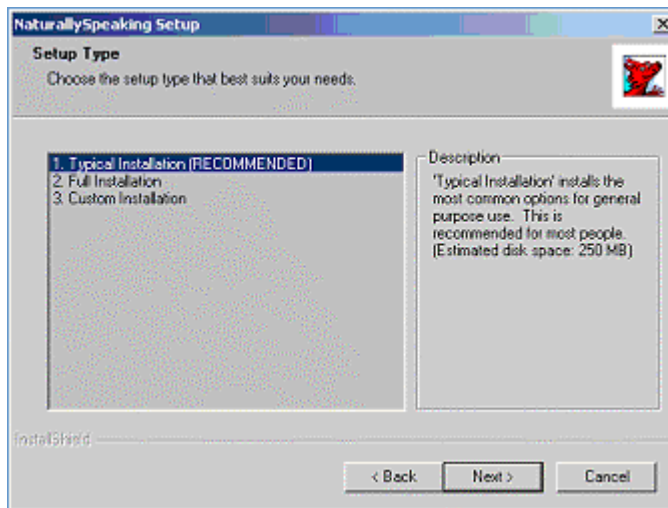 NaturallySpeaking Setup
Setup Type
Choose the setup type that best suits your needs.
1. Typical Installation (RECOMMENDED)
2. Full Installation
3. Custom Installation
Description
'Typical Installation' installs the
most common options for general
purpose use. This is
recommended for most people.
(Estimated disk space: 250 MB)
InstallShield
< Back
Next >
Cancel